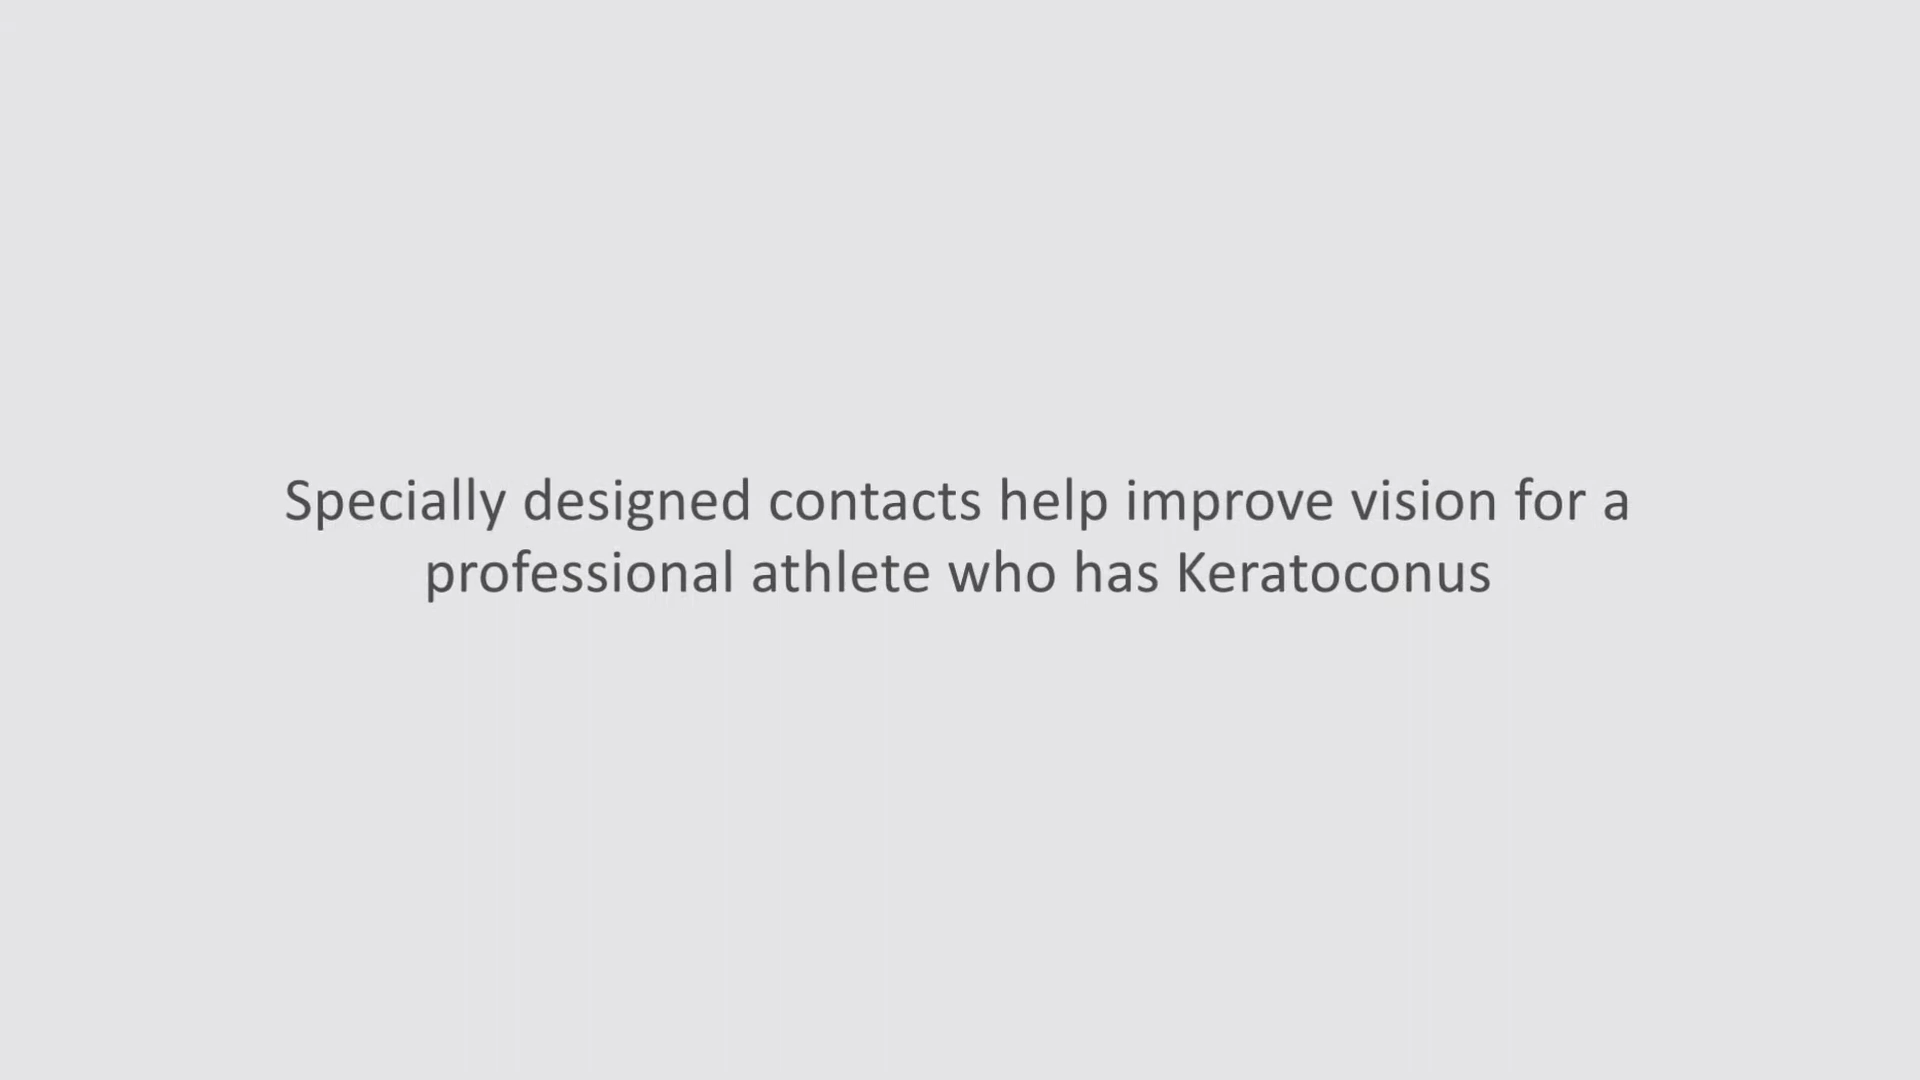 Specially designed contacts help improve vision for a
professional athlete who has Keratoconus